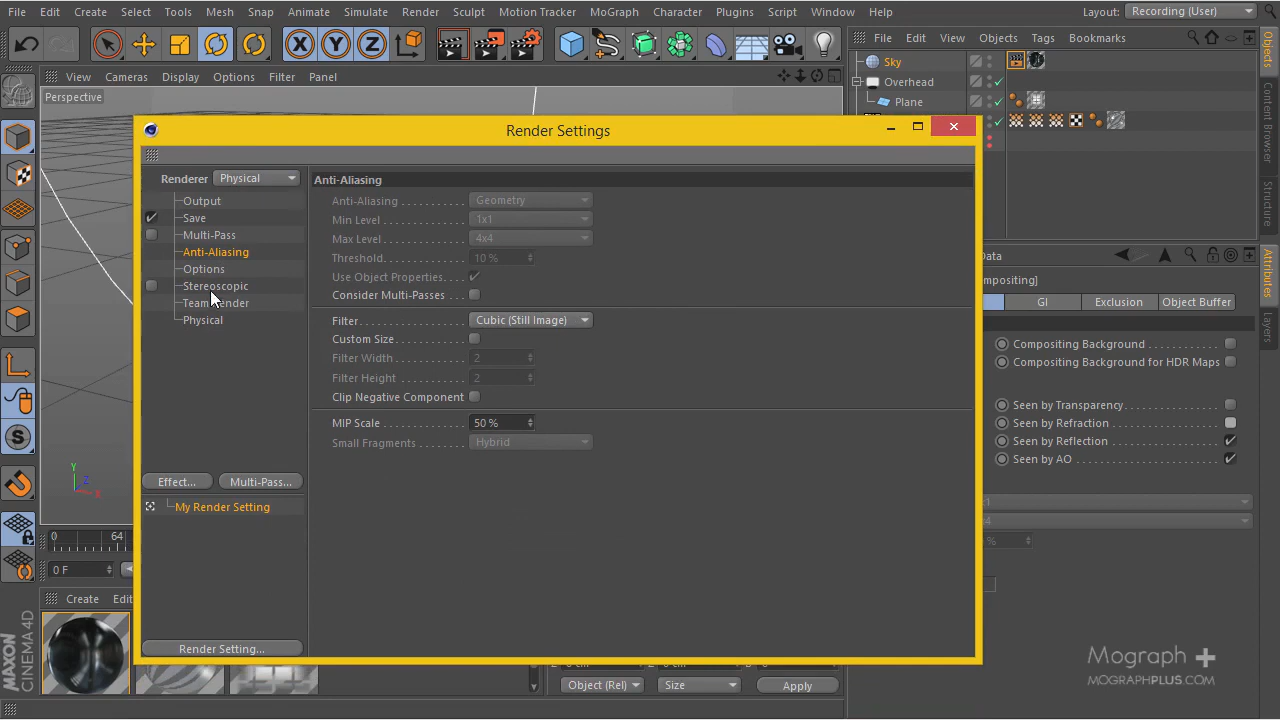 File Edit Create Select Tools Mesh Snap Animate Simulate Render Sculpt Motion Tracker MoGraph Character Plugins Script Window Help Layout: Recording (User)
View Cameras Display Options Filter Panel
File Edit View Objects Tags Bookmarks
Perspective
Sky
Overhead
Plane
Objects
Content Browser
Structure
Attributes
Layers
Render Settings
Renderer Physical
Output
Save
Multi-Pass
Anti-Aliasing
Options
Stereoscopic
Team Render
Physical
Effect... Multi-Pass...
My Render Setting
Render Setting...
Anti-Aliasing
Anti-Aliasing Geometry
Min Level 1x1
Max Level 4x4
Threshold 10 %
Use Object Properties
Consider Multi-Passes
Filter Cubic (Still Image)
Custom Size
Filter Width 2
Filter Height 2
Clip Negative Component
MIP Scale 50 %
Small Fragments Hybrid
Data
mpositing]
GI Exclusion Object Buffer
Compositing Background
Compositing Background for HDR Maps
Seen by Transparency
Seen by Refraction
Seen by Reflection
Seen by AO
Y
Z
X
0 64
0 F
Create Edit
Object (Rel) Size Apply
MAXON
CINEMA 4D
Mograph +
MOGRAPHPLUS.COM